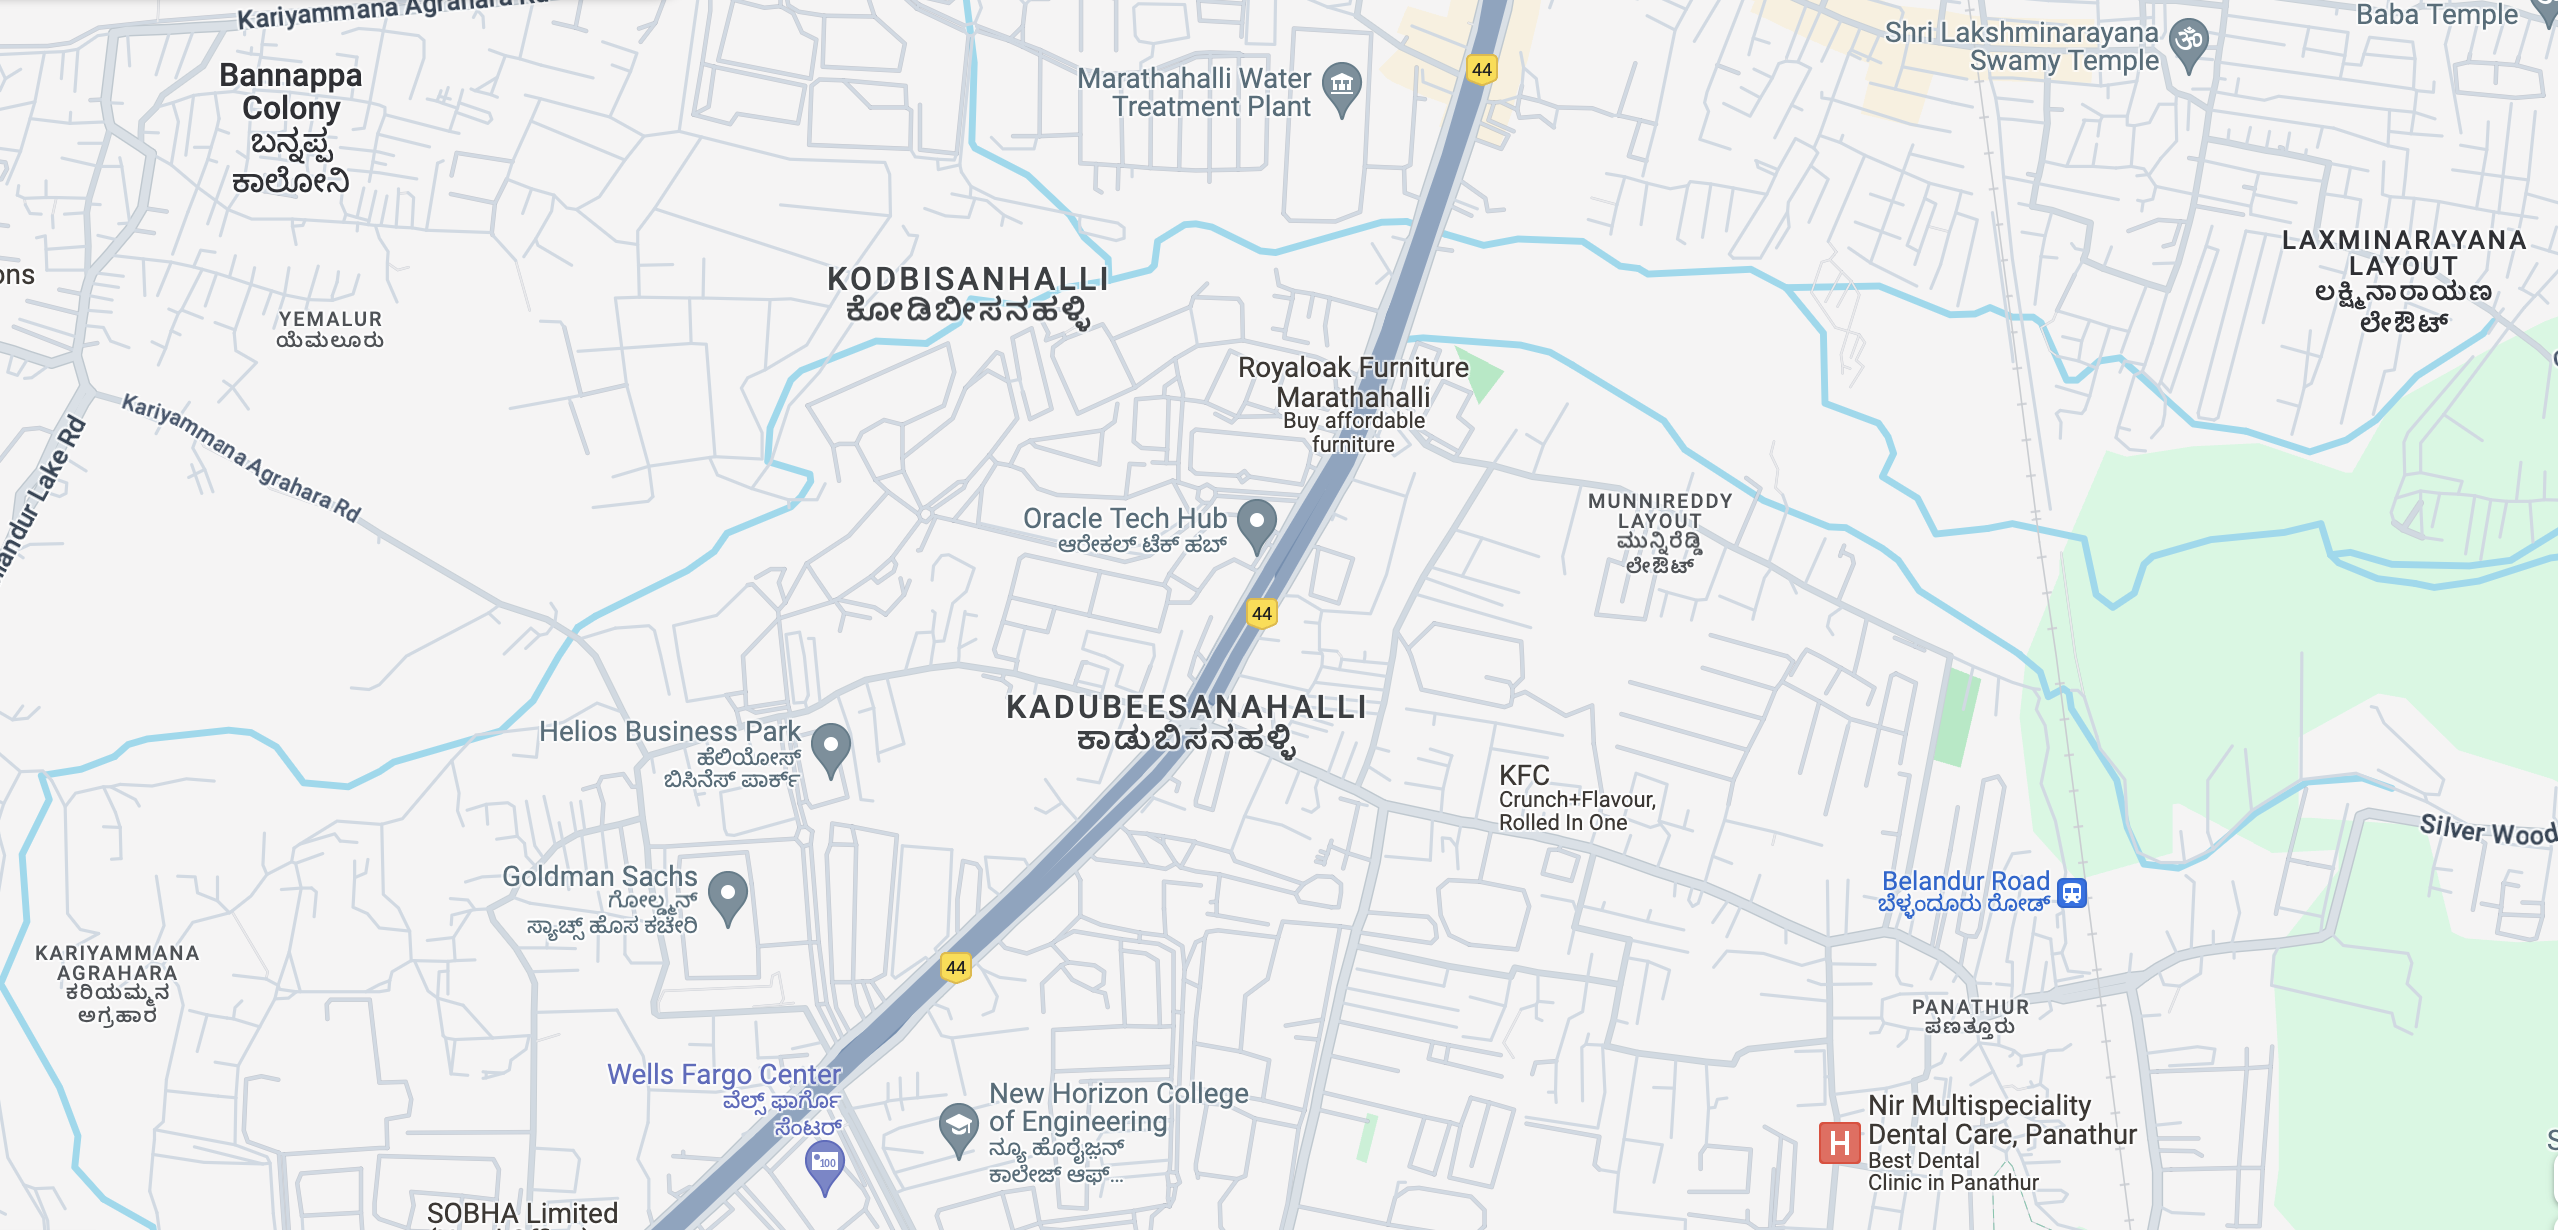 Kariyammana Agrahara Rd
Bannappa
Colony
ಬನ್ನಪ್ಪ
ಕಾಲೋನಿ
Marathahalli Water
Treatment Plant
44
Shri Lakshminarayana
Swamy Temple
Baba Temple
ons
YEMALUR
ಯೆಮಲೂರು
KODBISANHALLI
ಕೋಡಿಬೀಸನಹಳ್ಳಿ
LAXMINARAYANA
LAYOUT
ಲಕ್ಷ್ಮಿನಾರಾಯಣ
ಲೇಔಟ್
Royaloak Furniture
Marathahalli
Buy affordable
furniture
Kariyammana Agrahara Rd
andur Lake Rd
Oracle Tech Hub
ಆರೇಕಲ್ ಟೆಕ್ ಹಬ್
MUNNIREDDY
LAYOUT
ಮುನ್ನಿರೆಡ್ಡಿ
ಲೇಔಟ್
44
KADUBEESANAHALLI
ಕಾಡುಬಿಸನಹಳ್ಳಿ
Helios Business Park
ಹೆಲಿಯೋಸ್
ಬಿಸಿನೆಸ್ ಪಾರ್ಕ್
KFC
Crunch+Flavour,
Rolled In One
Silver Wood
Goldman Sachs
ಗೋಲ್ಡ್ಮನ್
ಸ್ಯಾಚ್ಸ್ ಹೊಸ ಕಚೇರಿ
Belandur Road
ಬೆಳ್ಳಂದೂರು ರೋಡ್
KARIYAMMANA
AGRAHARA
ಕರಿಯಮ್ಮನ
ಅಗ್ರಹಾರ
44
PANATHUR
ಪಣತ್ತೂರು
Wells Fargo Center
ವೆಲ್ಸ್ ಫಾರ್ಗೊ
ಸೆಂಟರ್
100
New Horizon College
of Engineering
ನ್ಯೂ ಹೊರೈಜ಼ನ್
ಕಾಲೇಜ್ ಆಫ್...
H
Nir Multispeciality
Dental Care, Panathur
Best Dental
Clinic in Panathur
SOBHA Limited